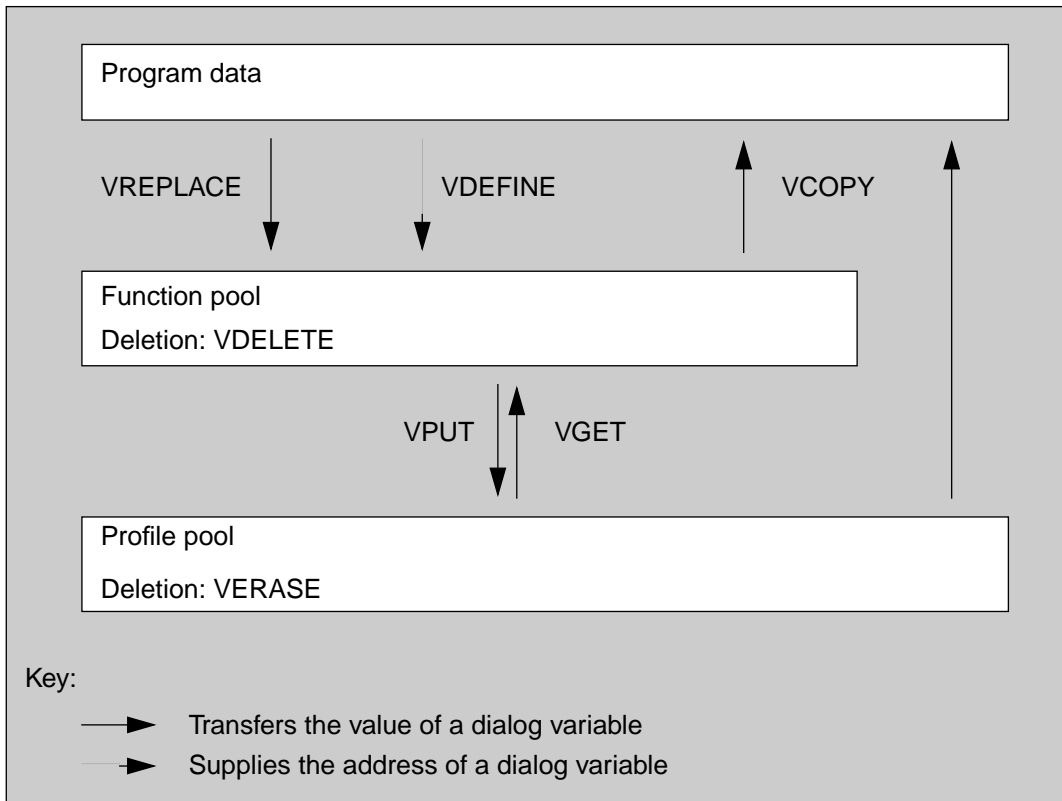 Program data
VREPLACE
VDEFINE
VCOPY
Function pool
Deletion: VDELETE
VPUT
VGET
Profile pool
Deletion: VERASE
Key:
Transfers the value of a dialog variable
Supplies the address of a dialog variable